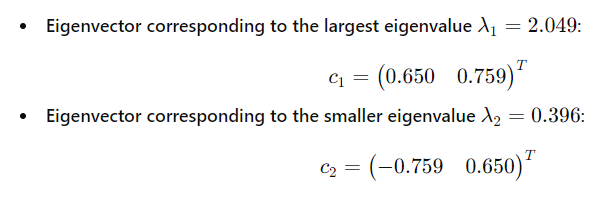 • Eigenvector corresponding to the largest eigenvalue λ₁ = 2.049:
c₁ = (0.650 0.759)ᵀ
• Eigenvector corresponding to the smaller eigenvalue λ₂ = 0.396:
c₂ = (−0.759 0.650)ᵀ